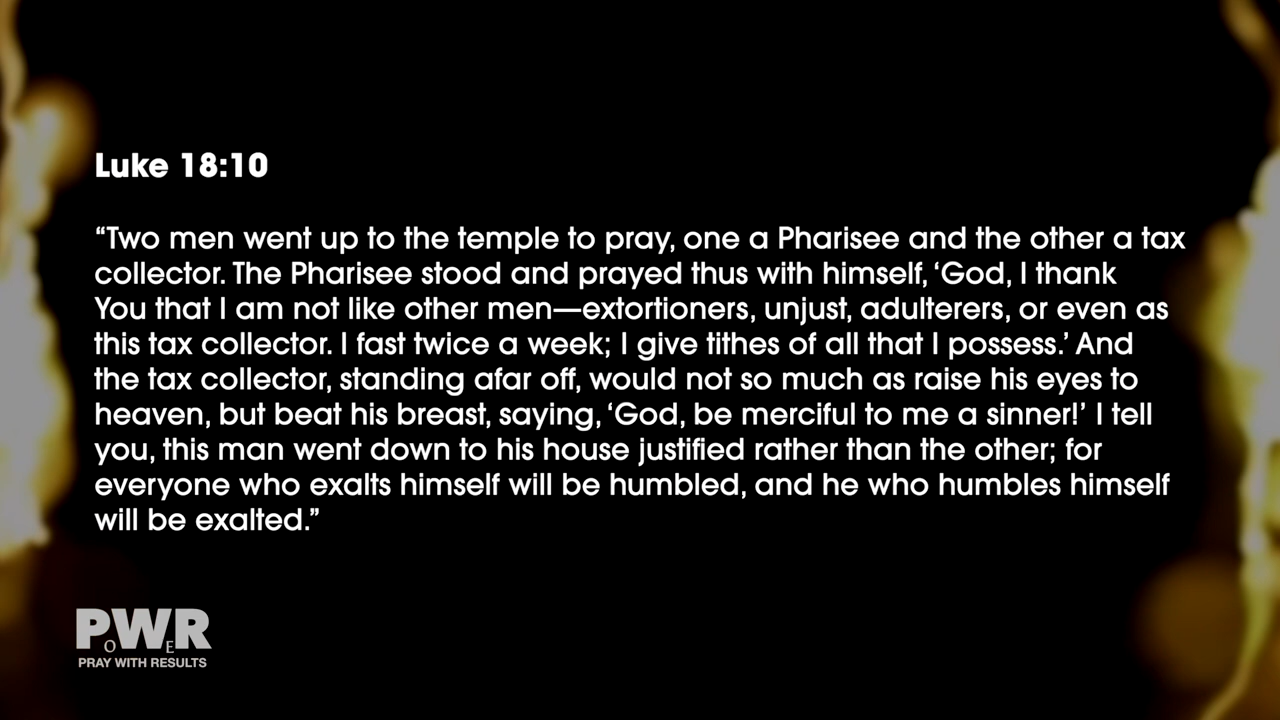 Luke 18:10
“Two men went up to the temple to pray, one a Pharisee and the other a tax
collector. The Pharisee stood and prayed thus with himself, ‘God, I thank
You that I am not like other men—extortioners, unjust, adulterers, or even as
this tax collector. I fast twice a week; I give tithes of all that I possess.’ And
the tax collector, standing afar off, would not so much as raise his eyes to
heaven, but beat his breast, saying, ‘God, be merciful to me a sinner!’ I tell
you, this man went down to his house justified rather than the other; for
everyone who exalts himself will be humbled, and he who humbles himself
will be exalted.”
PoWER
PRAY WITH RESULTS